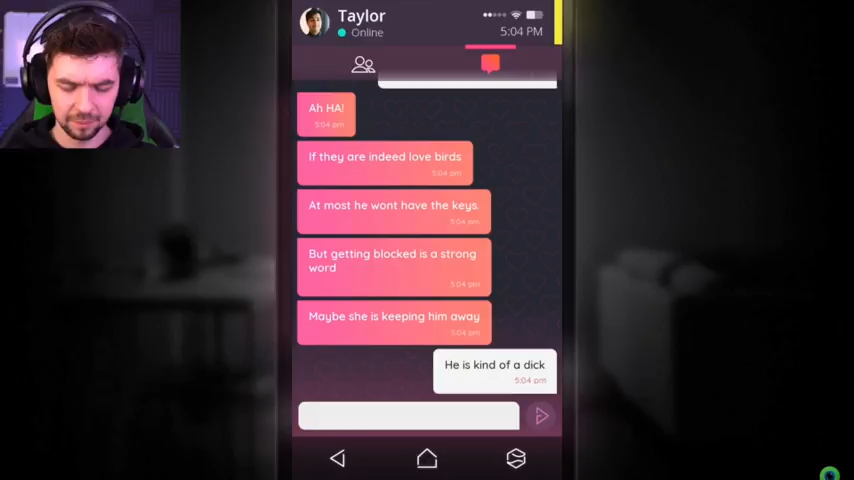 Taylor
Online
5:04 PM
Ah HA!
5:04 pm
If they are indeed love birds
5:04 pm
At most he wont have the keys.
5:04 pm
But getting blocked is a strong
word
5:04 pm
Maybe she is keeping him away
5:04 pm
He is kind of a dick
5:04 pm